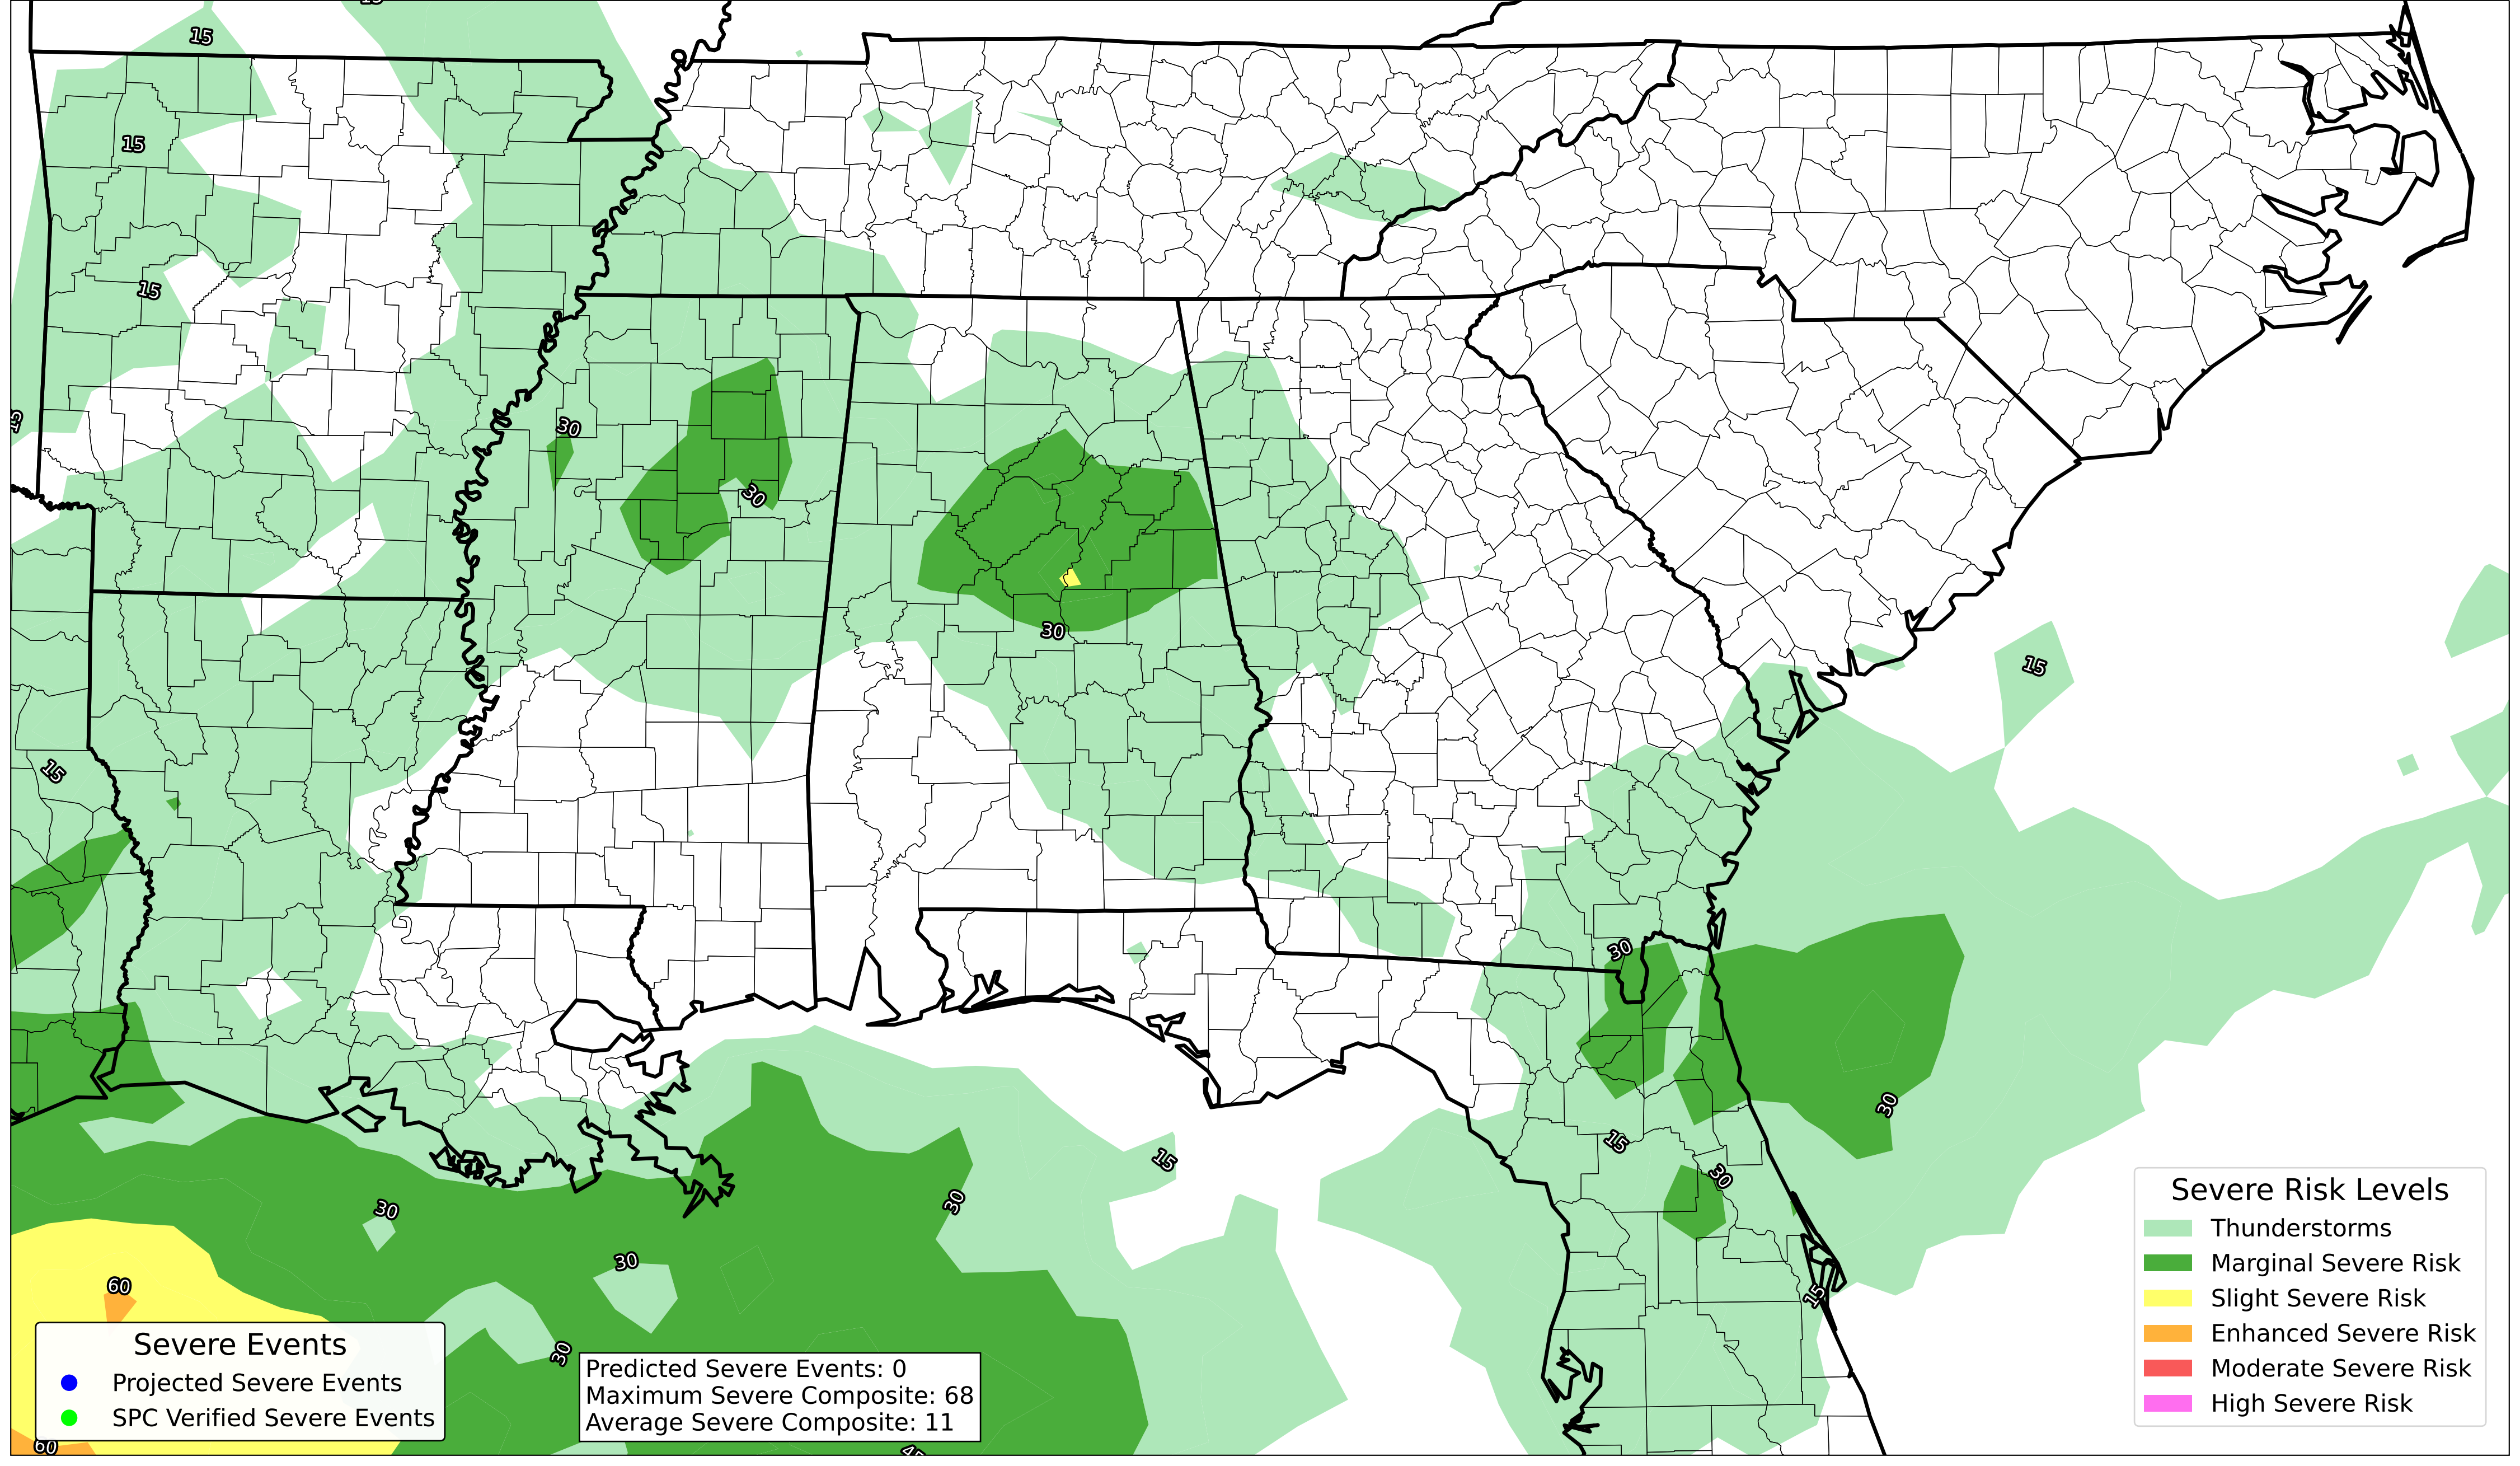 15
15
15
15
15
30
30
30
15
15
30
30
15
15
30
30
30
30
60
15
30
60
45
Severe Events
Projected Severe Events
SPC Verified Severe Events
Predicted Severe Events: 0
Maximum Severe Composite: 68
Average Severe Composite: 11
Severe Risk Levels
Thunderstorms
Marginal Severe Risk
Slight Severe Risk
Enhanced Severe Risk
Moderate Severe Risk
High Severe Risk